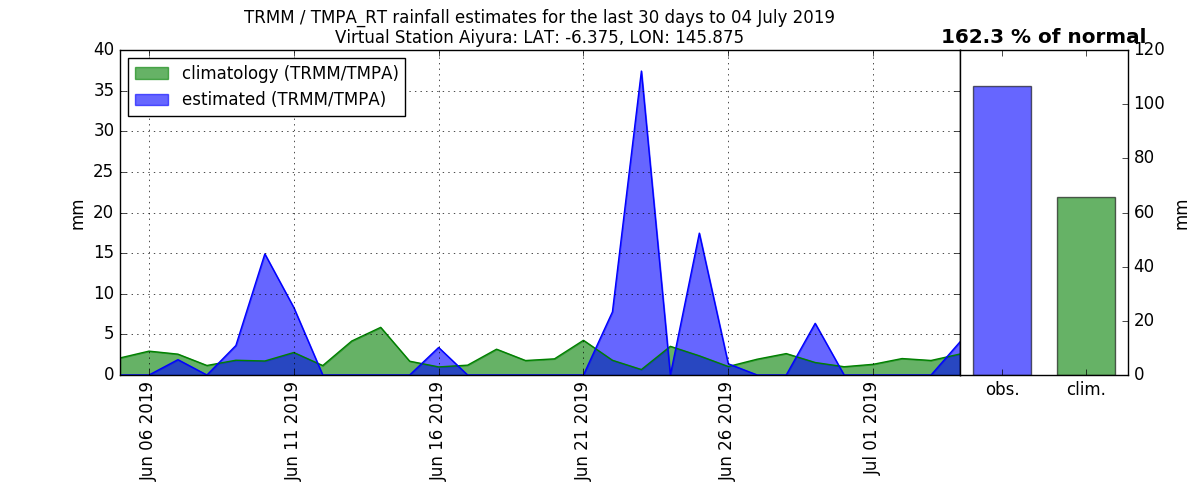 TRMM / TMPA_RT rainfall estimates for the last 30 days to 04 July 2019
Virtual Station Aiyura: LAT: -6.375, LON: 145.875
162.3 % of normal
climatology (TRMM/TMPA)
estimated (TRMM/TMPA)
mm
40
35
30
25
20
15
10
5
0
Jun 06 2019
Jun 11 2019
Jun 16 2019
Jun 21 2019
Jun 26 2019
Jul 01 2019
obs.
clim.
120
100
80
60
40
20
0
mm